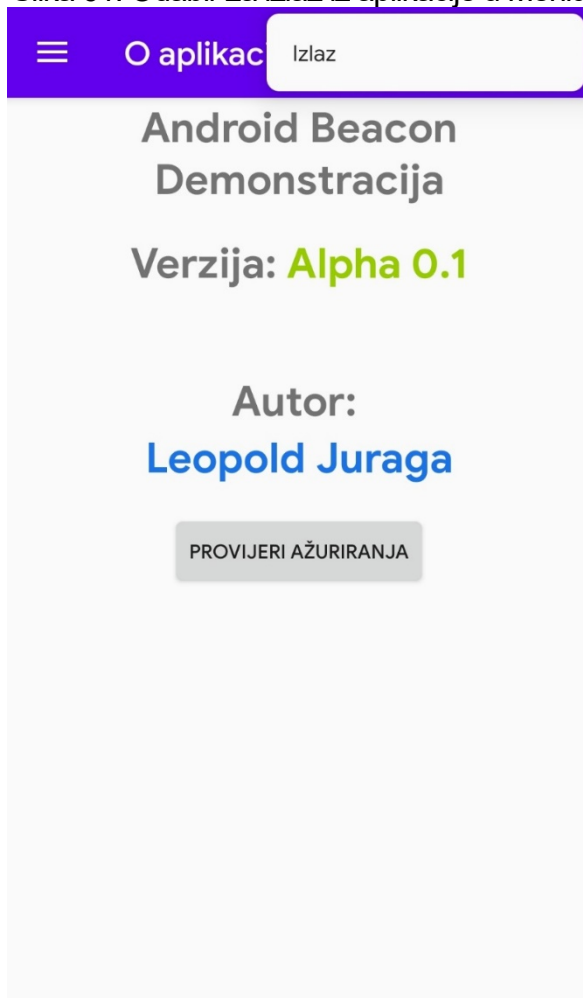 O aplikac
Izlaz
Android Beacon
Demonstracija
Verzija: Alpha 0.1
Autor:
Leopold Juraga
PROVIJERI AŽURIRANJA